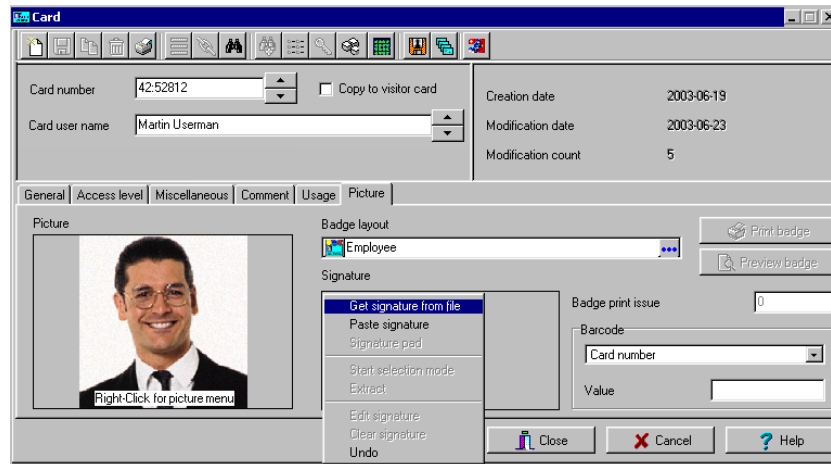 Card
Card number
42:52812
Copy to visitor card
Card user name
Martin Userman
Creation date
2003-06-19
Modification date
2003-06-23
Modification count
5
General
Access level
Miscellaneous
Comment
Usage
Picture
Picture
Right-Click for picture menu
Badge layout
Employee
Print badge
Preview badge
Signature
Get signature from file
Paste signature
Signature pad
Start selection mode
Extract
Edit signature
Clear signature
Undo
Badge print issue
0
Barcode
Card number
Value
Close
Cancel
Help